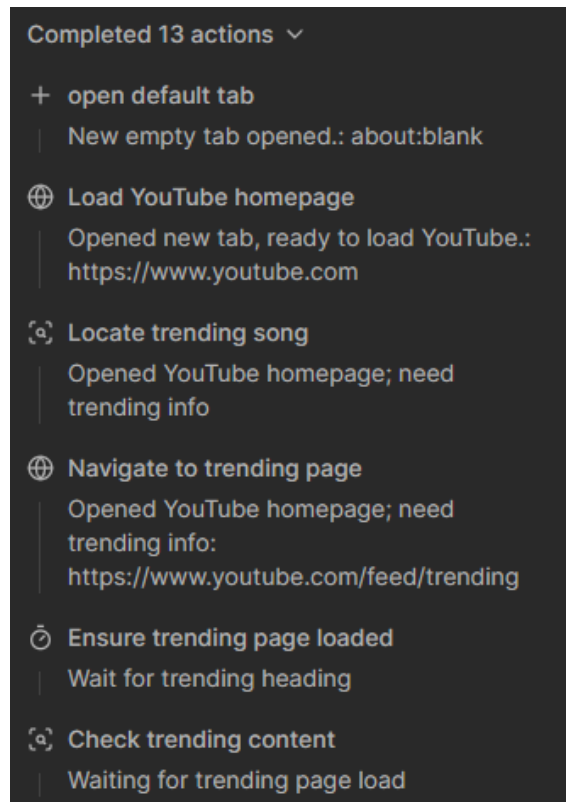 Completed 13 actions
open default tab
New empty tab opened.: about:blank
Load YouTube homepage
Opened new tab, ready to load YouTube.:
https://www.youtube.com
Locate trending song
Opened YouTube homepage; need
trending info
Navigate to trending page
Opened YouTube homepage; need
trending info:
https://www.youtube.com/feed/trending
Ensure trending page loaded
Wait for trending heading
Check trending content
Waiting for trending page load